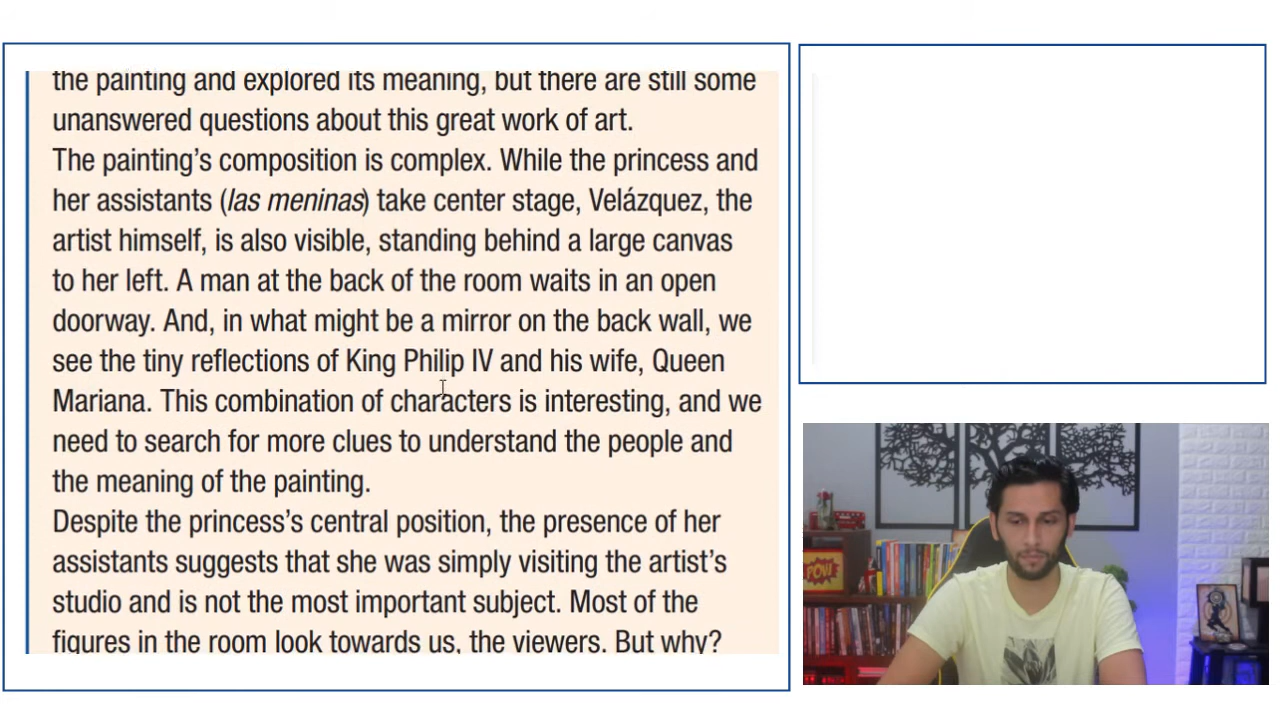 the painting and explored its meaning, but there are still some
unanswered questions about this great work of art.
The painting's composition is complex. While the princess and
her assistants (las meninas) take center stage, Velázquez, the
artist himself, is also visible, standing behind a large canvas
to her left. A man at the back of the room waits in an open
doorway. And, in what might be a mirror on the back wall, we
see the tiny reflections of King Philip IV and his wife, Queen
Mariana. This combination of characters is interesting, and we
need to search for more clues to understand the people and
the meaning of the painting.
Despite the princess's central position, the presence of her
assistants suggests that she was simply visiting the artist's
studio and is not the most important subject. Most of the
figures in the room look towards us, the viewers. But why?
POW!